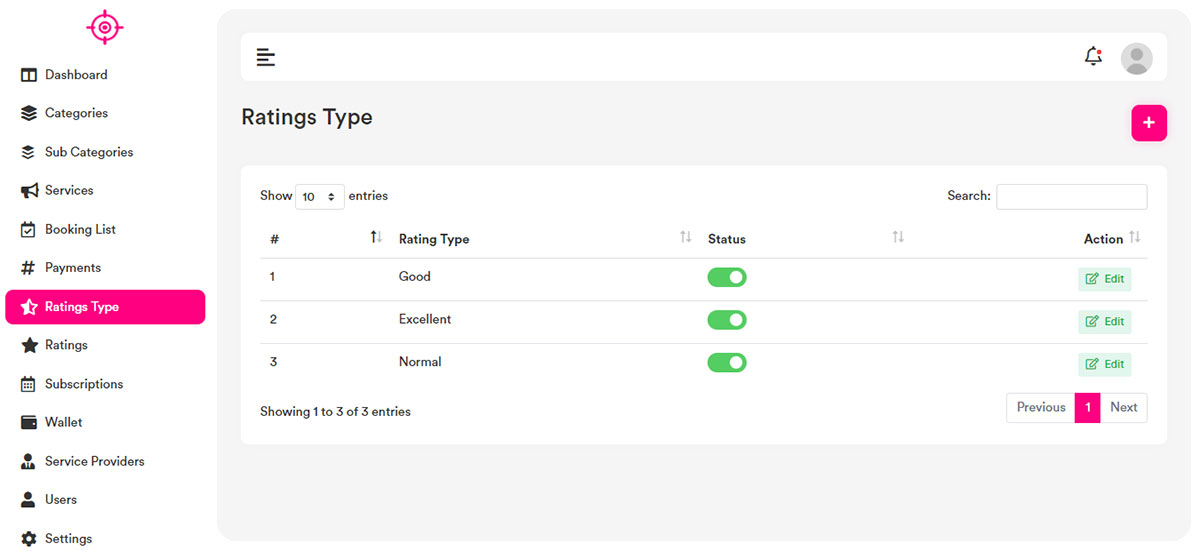 Dashboard
Categories
Sub Categories
Services
Booking List
Payments
Ratings Type
Ratings
Subscriptions
Wallet
Service Providers
Users
Settings
Ratings Type
+
Show 10 entries Search:
# Rating Type Status Action
1 Good Edit
2 Excellent Edit
3 Normal Edit
Showing 1 to 3 of 3 entries Previous 1 Next